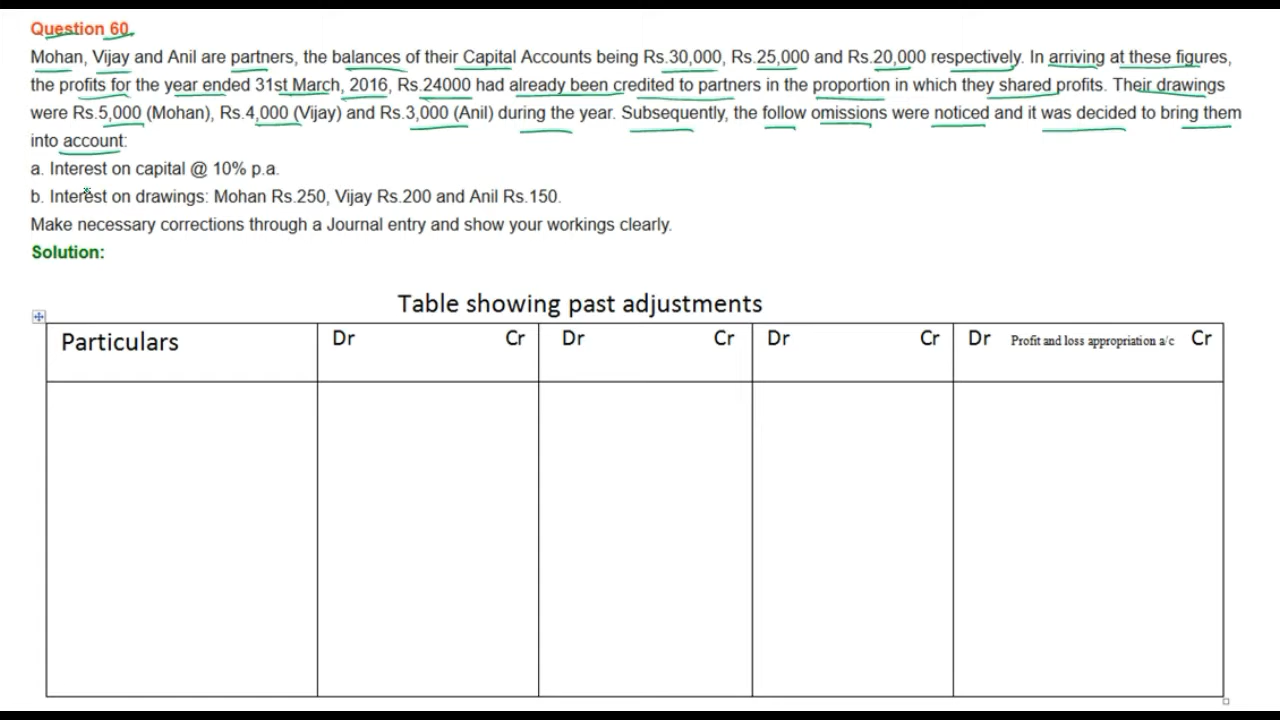 Question 60
Mohan, Vijay and Anil are partners, the balances of their Capital Accounts being Rs.30,000, Rs.25,000 and Rs.20,000 respectively. In arriving at these figures,
the profits for the year ended 31st March, 2016, Rs.24000 had already been credited to partners in the proportion in which they shared profits. Their drawings
were Rs.5,000 (Mohan), Rs.4,000 (Vijay) and Rs.3,000 (Anil) during the year. Subsequently, the follow omissions were noticed and it was decided to bring them
into account:
a. Interest on capital @ 10% p.a.
b. Interest on drawings: Mohan Rs.250, Vijay Rs.200 and Anil Rs.150.
Make necessary corrections through a Journal entry and show your workings clearly.
Solution:
Table showing past adjustments
Particulars Dr Cr Dr Cr Dr Cr Dr Profit and loss appropriation a/c Cr